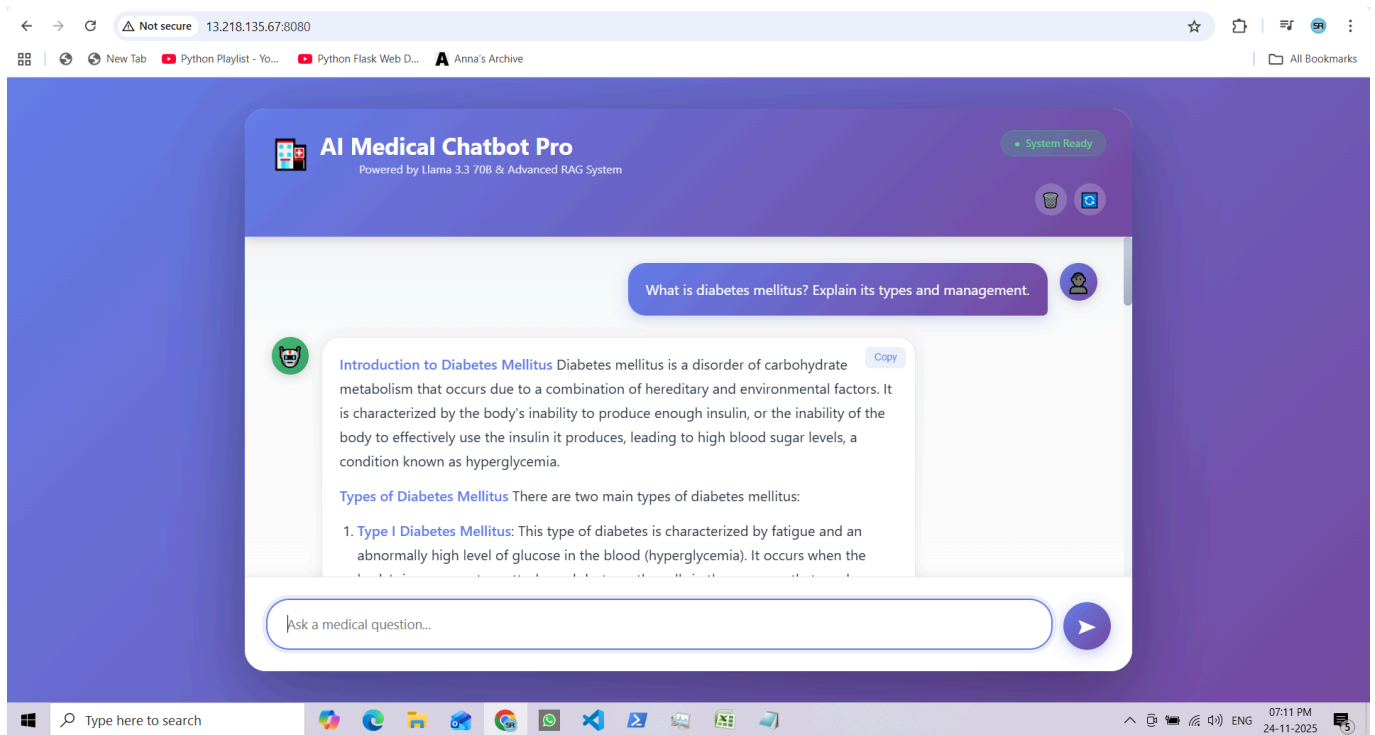 Not secure 13.218.135.67:8080
SR
New Tab Python Playlist - Yo... Python Flask Web D... Anna's Archive All Bookmarks
AI Medical Chatbot Pro
Powered by Llama 3.3 70B & Advanced RAG System
System Ready
What is diabetes mellitus? Explain its types and management.
Copy
Introduction to Diabetes Mellitus Diabetes mellitus is a disorder of carbohydrate
metabolism that occurs due to a combination of hereditary and environmental factors. It
is characterized by the body's inability to produce enough insulin, or the inability of the
body to effectively use the insulin it produces, leading to high blood sugar levels, a
condition known as hyperglycemia.
Types of Diabetes Mellitus There are two main types of diabetes mellitus:
1. Type I Diabetes Mellitus: This type of diabetes is characterized by fatigue and an
abnormally high level of glucose in the blood (hyperglycemia). It occurs when the
Ask a medical question...
Type here to search
SR
ENG
07:11 PM
24-11-2025
5